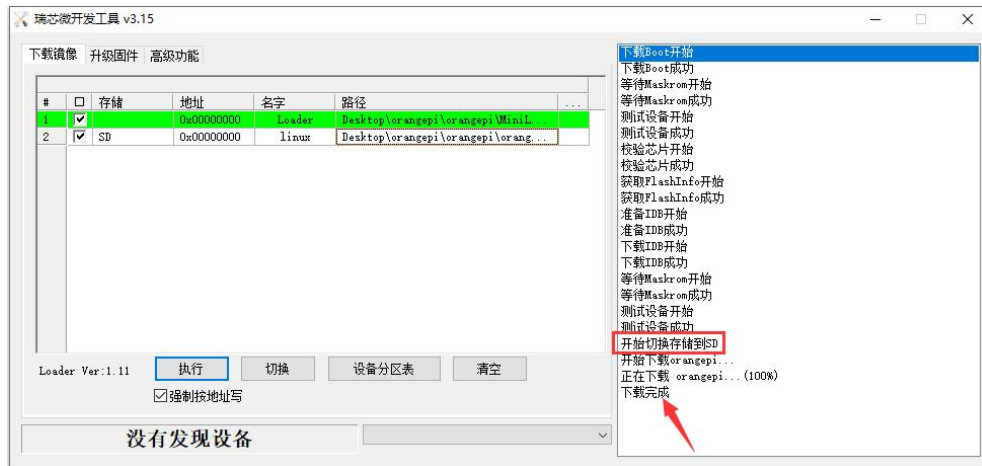 瑞芯微开发工具 v3.15
下载镜像 升级固件 高级功能
# 存储 地址 名字 路径 ...
1 0x00000000 Loader Desktop\orangepi\orangepi\MiniL...
2 SD 0x00000000 linux Desktop\orangepi\orangepi\orang...
Loader Ver:1.11 执行 切换 设备分区表 清空
强制按地址写
没有发现设备
下载Boot开始
下载Boot成功
等待Maskrom开始
等待Maskrom成功
测试设备开始
测试设备成功
校验芯片开始
校验芯片成功
获取FlashInfo开始
获取FlashInfo成功
准备IDB开始
准备IDB成功
下载IDB开始
下载IDB成功
等待Maskrom开始
等待Maskrom成功
测试设备开始
测试设备成功
开始切换存储到SD
开始下载orangepi...
正在下载 orangepi...(100%)
下载完成